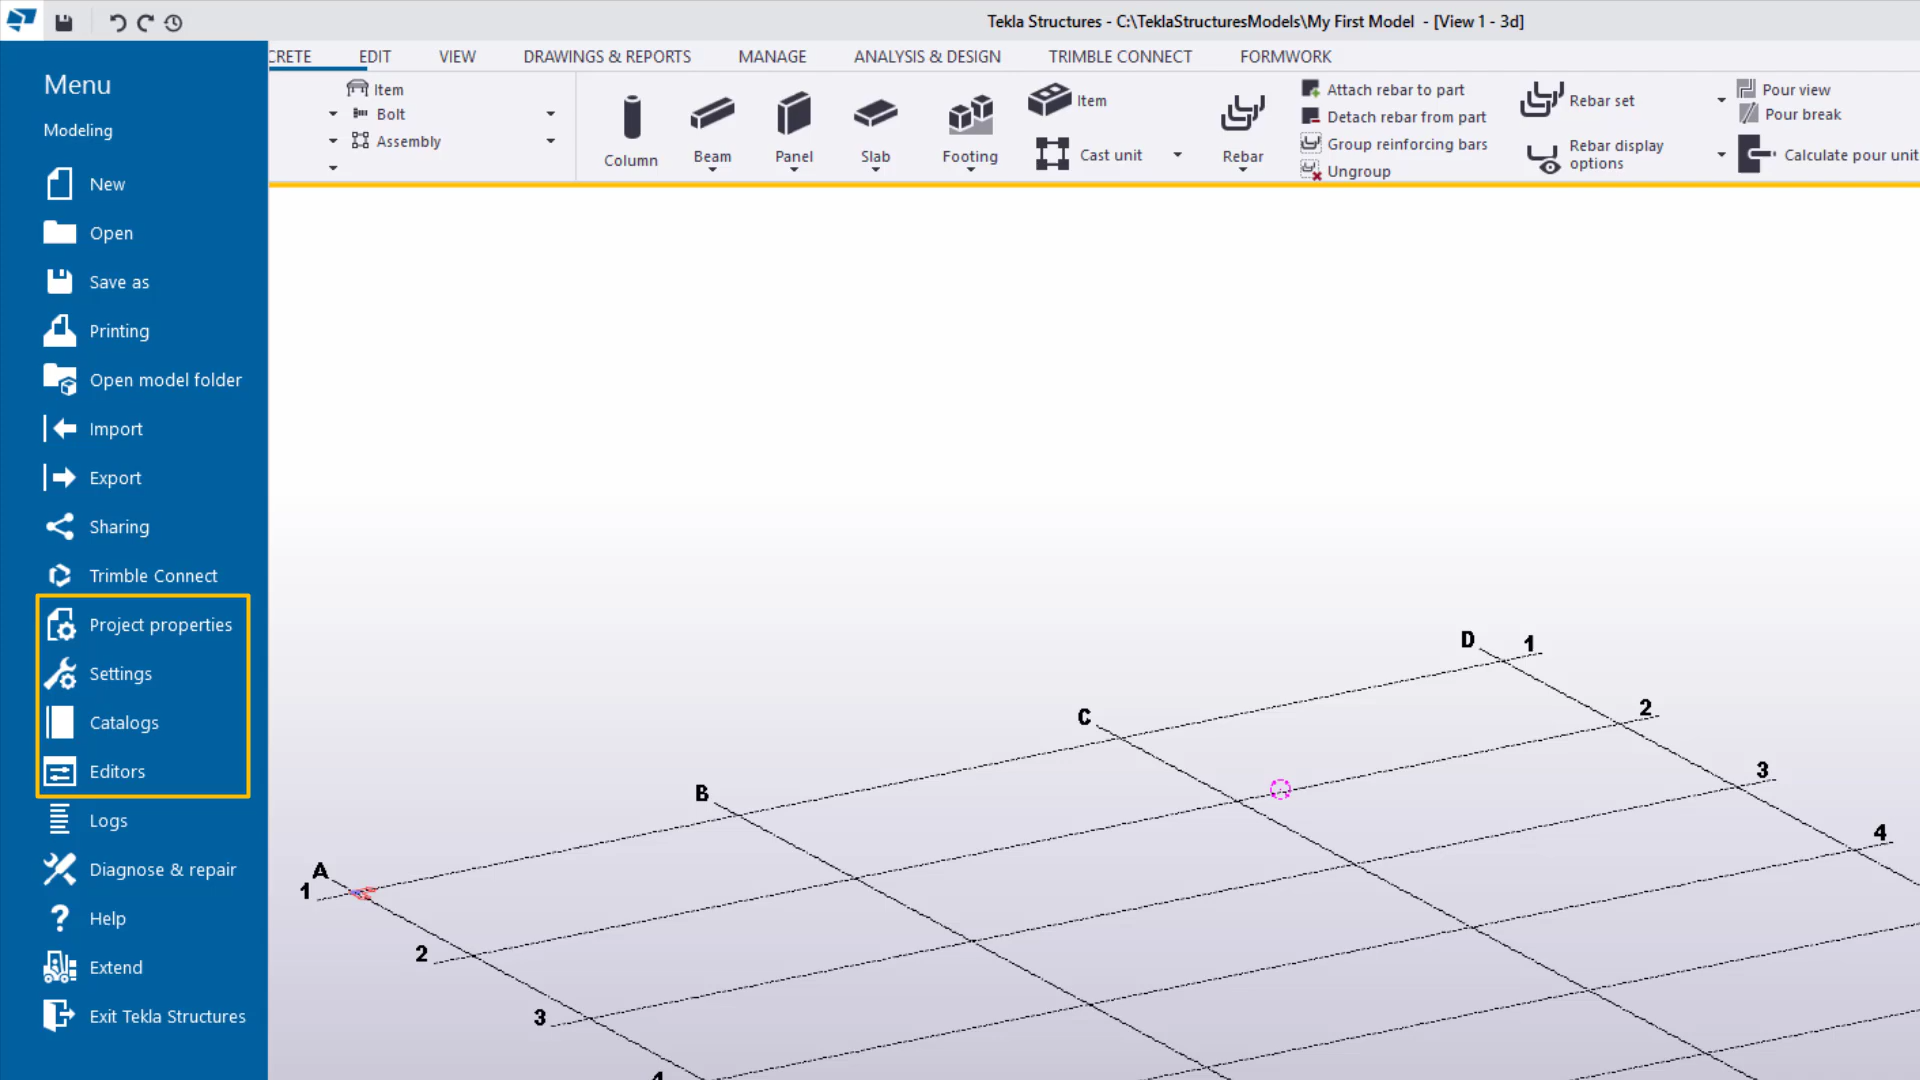 Tekla Structures - C:\TeklaStructuresModels\My First Model - [View 1 - 3d]
CRETE EDIT VIEW DRAWINGS & REPORTS MANAGE ANALYSIS & DESIGN TRIMBLE CONNECT FORMWORK
Menu
Modeling
New
Open
Save as
Printing
Open model folder
Import
Export
Sharing
Trimble Connect
Project properties
Settings
Catalogs
Editors
Logs
Diagnose & repair
Help
Extend
Exit Tekla Structures
Item
Bolt
Assembly
Column
Beam
Panel
Slab
Footing
Item
Cast unit
Rebar
Attach rebar to part
Detach rebar from part
Group reinforcing bars
Ungroup
Rebar set
Rebar display
options
Pour view
Pour break
Calculate pour unit
D 1
2
C
3
B
4
A
1
2
3
4